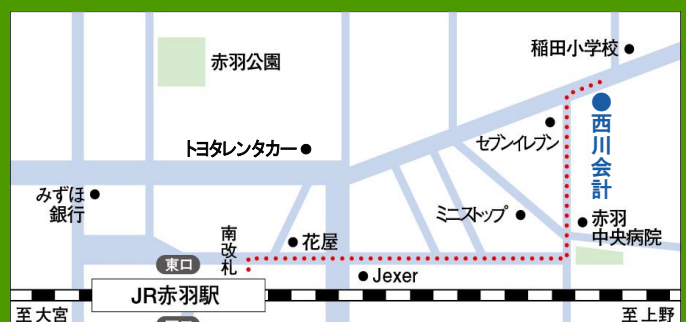 稲田小学校
赤羽公園
西川会計
セブンイレブン
トヨタレンタカー
みずほ
銀行
ミニストップ
赤羽
中央病院
南改札
花屋
東口
Jexer
JR赤羽駅
至大宮
至上野